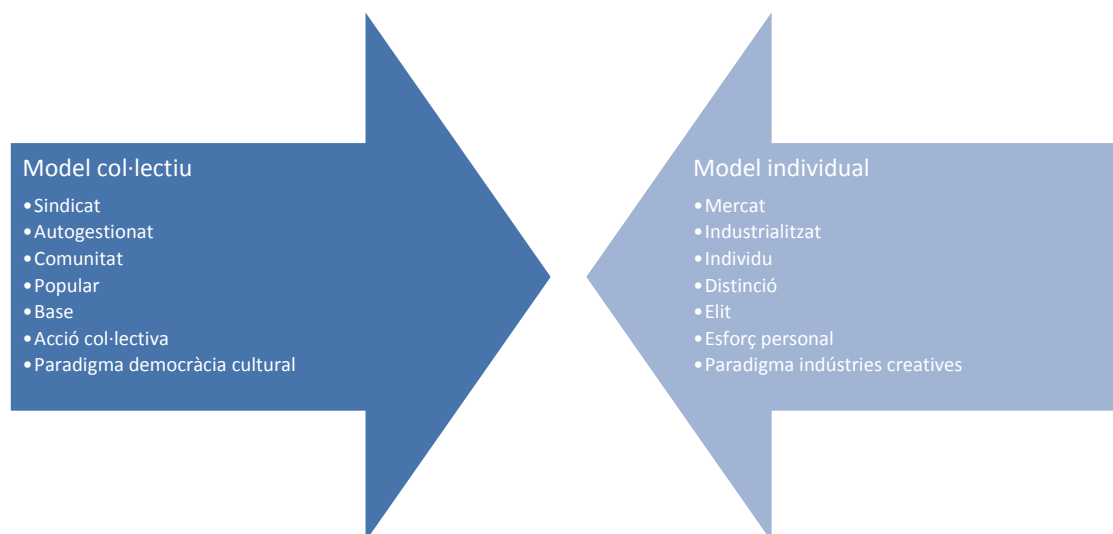 Model col·lectiu
•Sindicat
•Autogestionat
•Comunitat
•Popular
•Base
•Acció col·lectiva
•Paradigma democràcia cultural
Model individual
•Mercat
•Industrialitzat
•Individu
•Distinció
•Elit
•Esforç personal
•Paradigma indústries creatives